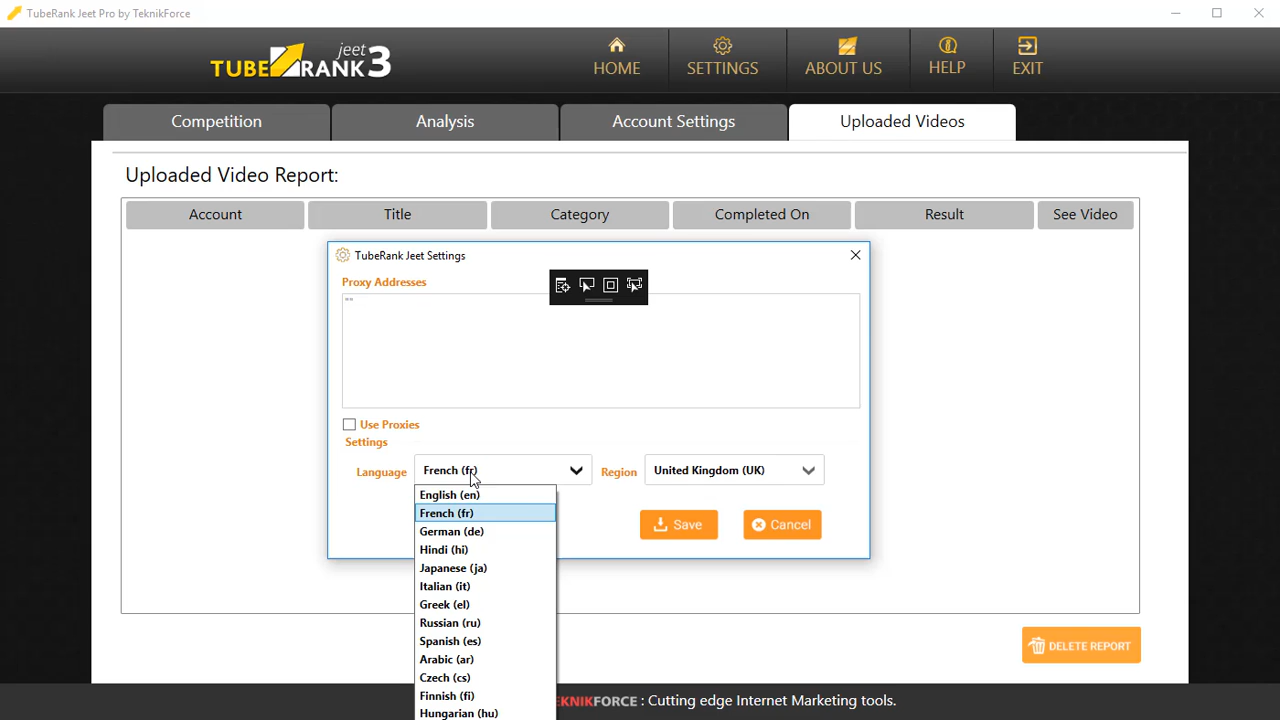 TubeRank Jeet Pro by TeknikForce
TUBE RANK jeet 3
HOME
SETTINGS
ABOUT US
HELP
EXIT
Competition
Analysis
Account Settings
Uploaded Videos
Uploaded Video Report:
Account
Title
Category
Completed On
Result
See Video
TubeRank Jeet Settings
Proxy Addresses
""
Use Proxies
Settings
Language
French (fr)
Region
United Kingdom (UK)
English (en)
French (fr)
German (de)
Hindi (hi)
Japanese (ja)
Italian (it)
Greek (el)
Russian (ru)
Spanish (es)
Arabic (ar)
Czech (cs)
Finnish (fi)
Hungarian (hu)
Save
Cancel
DELETE REPORT
EKNIKFORCE : Cutting edge Internet Marketing tools.